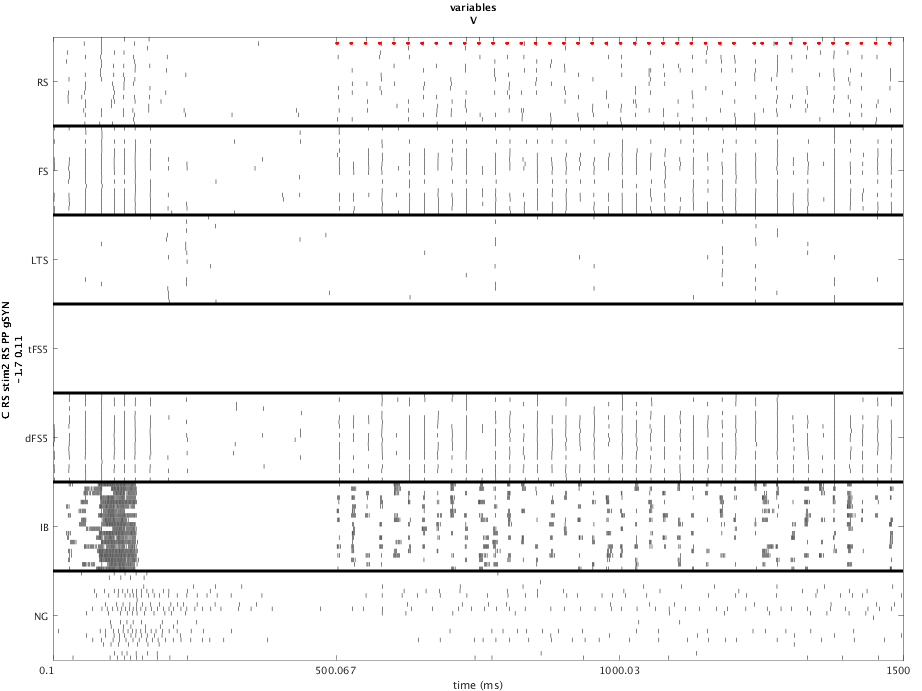 variables
V
C RS stim2 RS PP gSYN
-1.7 0.11
RS
FS
LTS
tFS5
dFS5
IB
NG
0.1
500.067
1000.03
1500
time (ms)